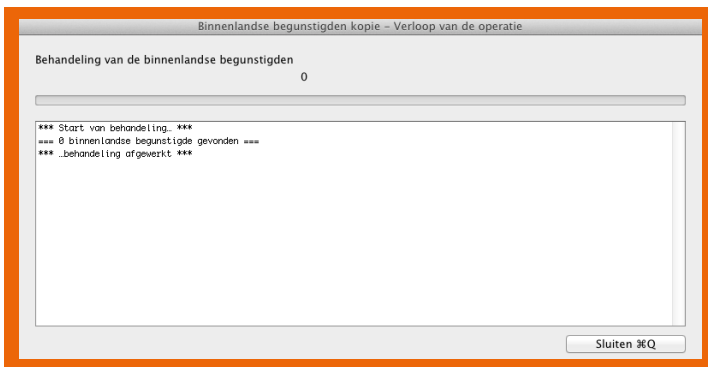 Binnenlandse begunstigden kopie – Verloop van de operatie
Behandeling van de binnenlandse begunstigden
0
*** Start van behandeling… ***
=== 0 binnenlandse begunstigde gevonden ===
*** …behandeling afgewerkt ***
Sluiten ⌘Q